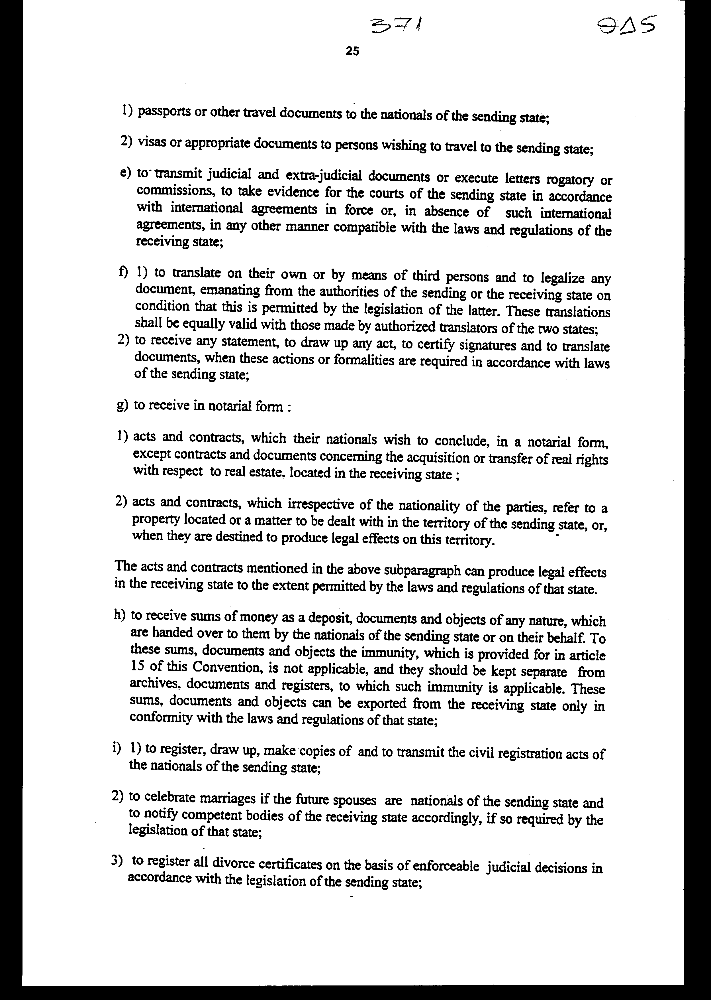 371
ΘΔ5
25
1) passports or other travel documents to the nationals of the sending state;
2) visas or appropriate documents to persons wishing to travel to the sending state;
e) to transmit judicial and extra-judicial documents or execute letters rogatory or
commissions, to take evidence for the courts of the sending state in accordance
with international agreements in force or, in absence of such international
agreements, in any other manner compatible with the laws and regulations of the
receiving state;
f) 1) to translate on their own or by means of third persons and to legalize any
document, emanating from the authorities of the sending or the receiving state on
condition that this is permitted by the legislation of the latter. These translations
shall be equally valid with those made by authorized translators of the two states;
2) to receive any statement, to draw up any act, to certify signatures and to translate
documents, when these actions or formalities are required in accordance with laws
of the sending state;
g) to receive in notarial form :
1) acts and contracts, which their nationals wish to conclude, in a notarial form,
except contracts and documents concerning the acquisition or transfer of real rights
with respect to real estate, located in the receiving state ;
2) acts and contracts, which irrespective of the nationality of the parties, refer to a
property located or a matter to be dealt with in the territory of the sending state, or,
when they are destined to produce legal effects on this territory.
The acts and contracts mentioned in the above subparagraph can produce legal effects
in the receiving state to the extent permitted by the laws and regulations of that state.
h) to receive sums of money as a deposit, documents and objects of any nature, which
are handed over to them by the nationals of the sending state or on their behalf. To
these sums, documents and objects the immunity, which is provided for in article
15 of this Convention, is not applicable, and they should be kept separate from
archives, documents and registers, to which such immunity is applicable. These
sums, documents and objects can be exported from the receiving state only in
conformity with the laws and regulations of that state;
i) 1) to register, draw up, make copies of and to transmit the civil registration acts of
the nationals of the sending state;
2) to celebrate marriages if the future spouses are nationals of the sending state and
to notify competent bodies of the receiving state accordingly, if so required by the
legislation of that state;
3) to register all divorce certificates on the basis of enforceable judicial decisions in
accordance with the legislation of the sending state;